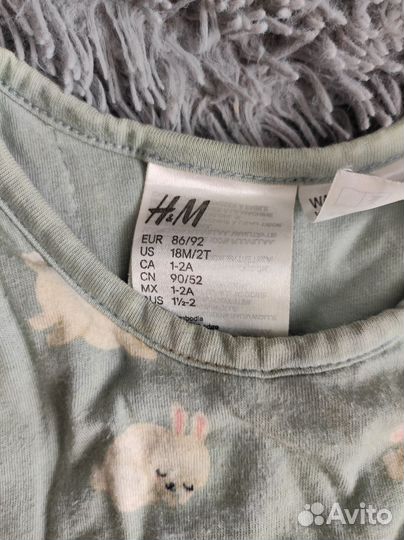 H&M
EUR 86/92
US 18M/2T
CA 1-2A
CN 90/52
MX 1-2A
RUS 1½-2
Avito